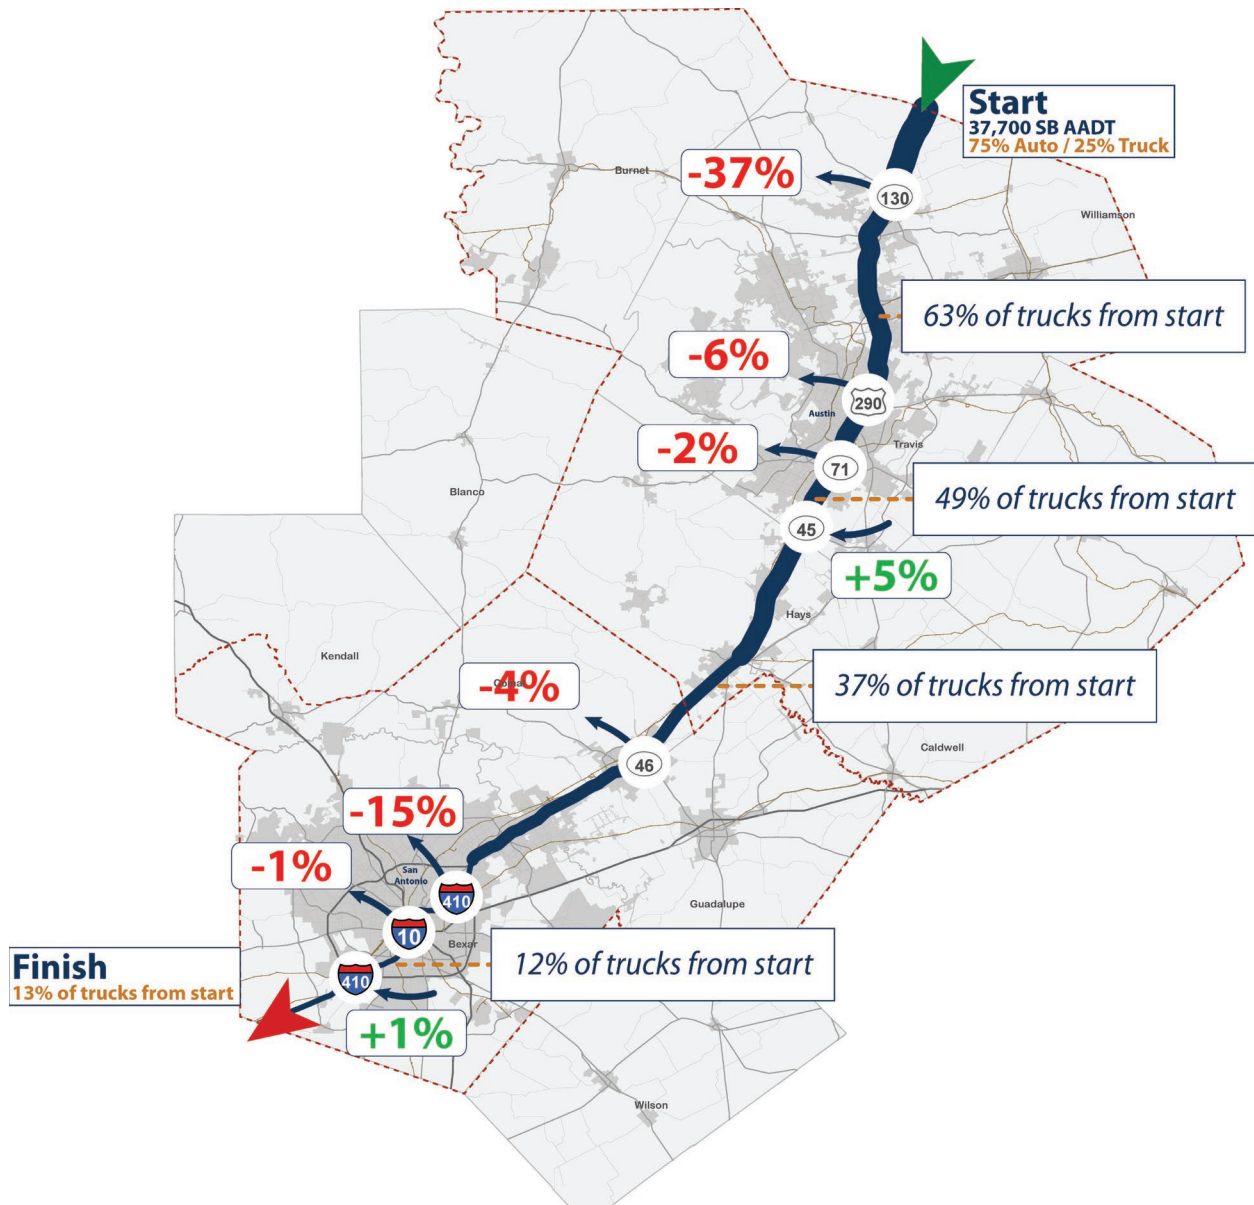 Start
37,700 SB AADT
75% Auto / 25% Truck
-37%
Burnet
130
Williamson
63% of trucks from start
-6%
290
Austin
-2%
Travis
71
Blanco
49% of trucks from start
45
+5%
Hays
Kendall
-4%
Comal
37% of trucks from start
Caldwell
46
-15%
-1%
San
Antonio
410
Guadalupe
10
Bexar
12% of trucks from start
Finish
13% of trucks from start
410
+1%
Wilson